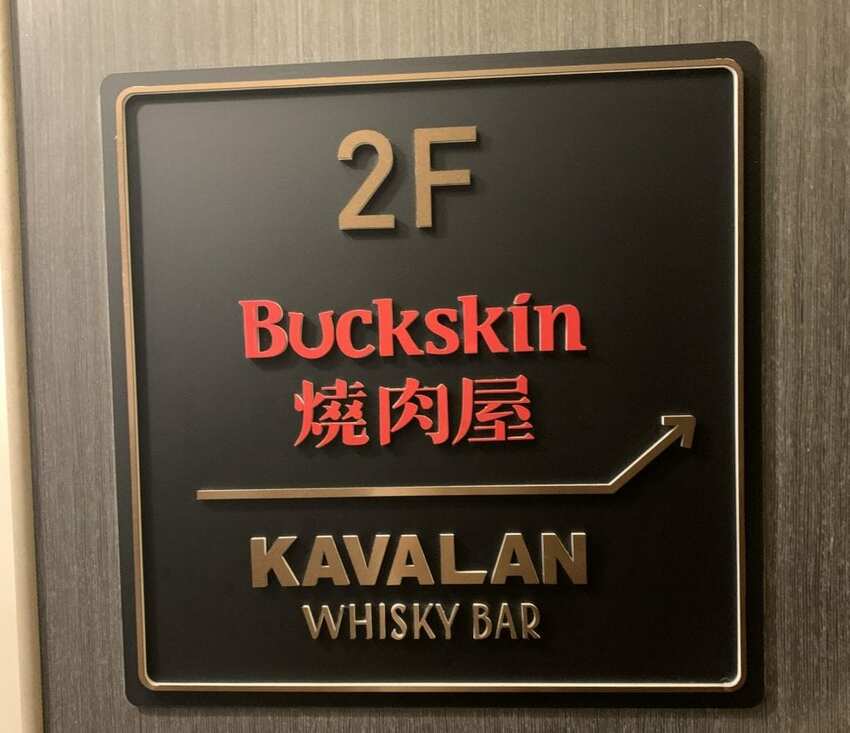 2F
Buckskin
燒肉屋
KAVALAN
WHISKY BAR